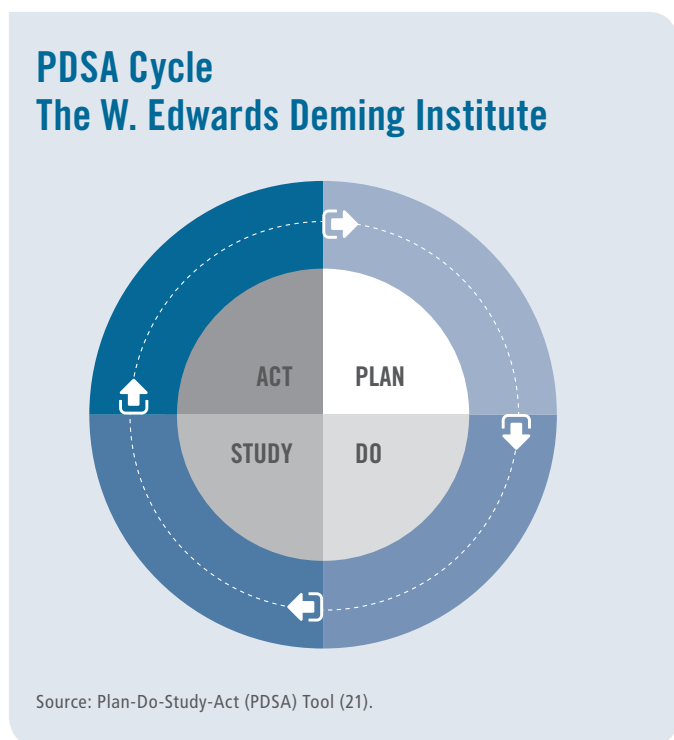 PDSA Cycle
The W. Edwards Deming Institute
ACT
PLAN
STUDY
DO
Source: Plan-Do-Study-Act (PDSA) Tool (21).